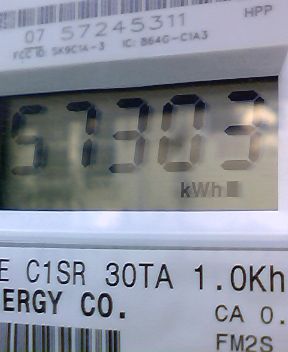 HPP
07 57245311
FCC ID: SK9C1A-3 IC: 864G-C1A3
57303
kWh
E C1SR 30TA 1.0Kh
ERGY CO.
CA 0.
FM2S